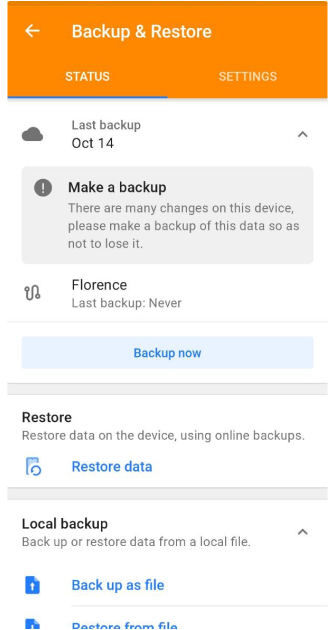 Backup & Restore
STATUS
SETTINGS
Last backup
Oct 14
Make a backup
There are many changes on this device,
please make a backup of this data so as
not to lose it.
Florence
Last backup: Never
Backup now
Restore
Restore data on the device, using online backups.
Restore data
Local backup
Back up or restore data from a local file.
Back up as file
Restore from file